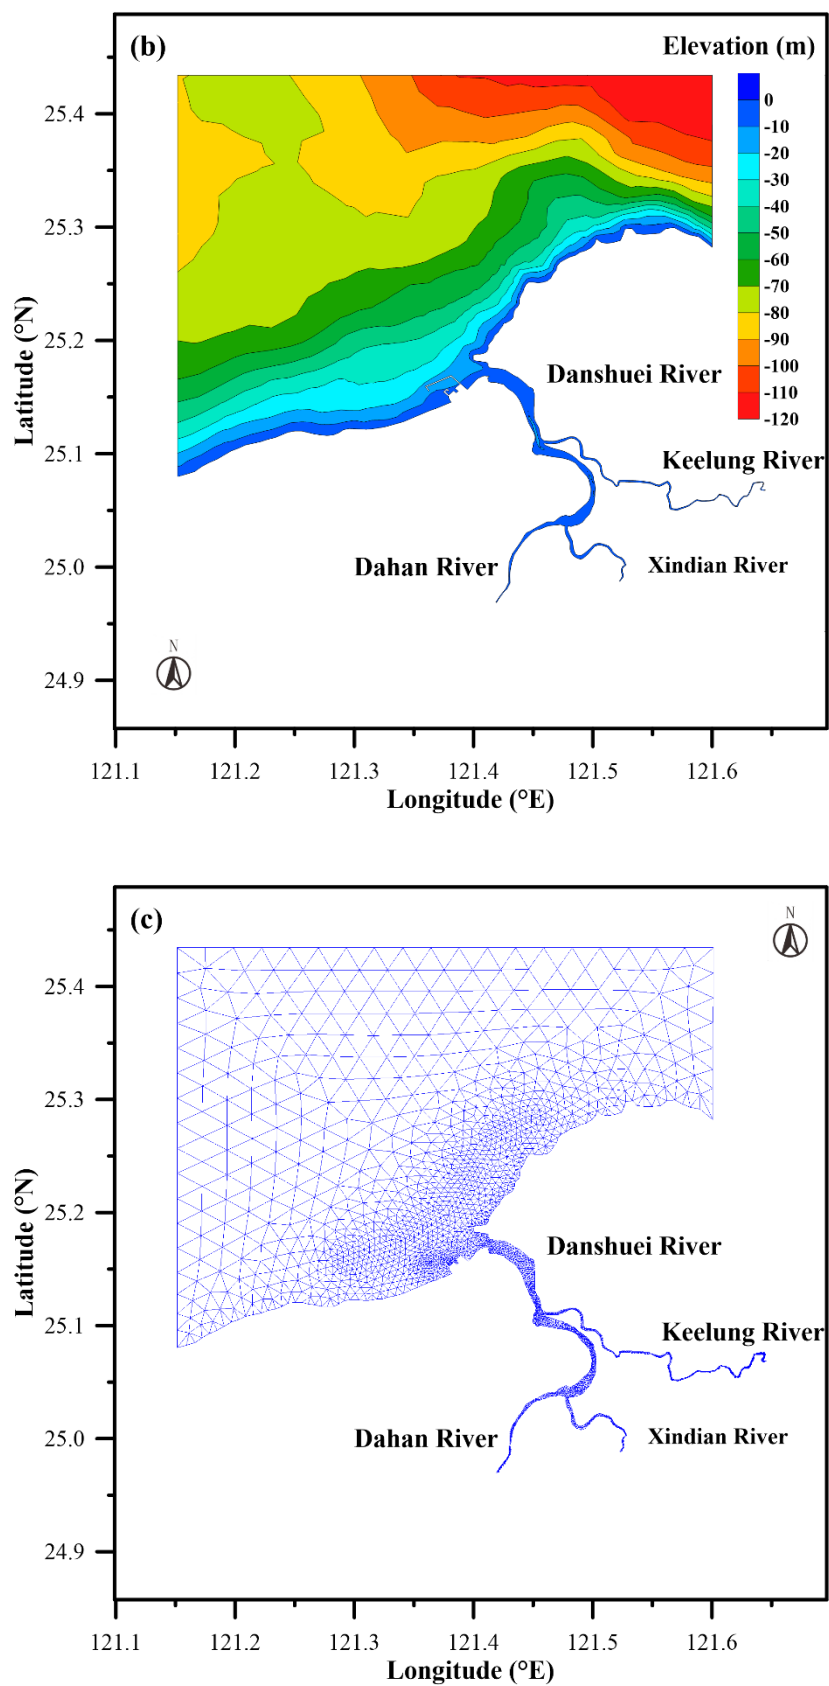 (b)
Elevation (m)
0
-10
-20
-30
-40
-50
-60
-70
-80
-90
-100
-110
-120
25.4
25.3
25.2
25.1
25.0
24.9
Latitude (°N)
Danshuei River
Keelung River
Dahan River
Xindian River
N
121.1
121.2
121.3
121.4
121.5
121.6
Longitude (°E)
(c)
N
25.4
25.3
25.2
25.1
25.0
24.9
Latitude (°N)
Danshuei River
Keelung River
Dahan River
Xindian River
121.1
121.2
121.3
121.4
121.5
121.6
Longitude (°E)